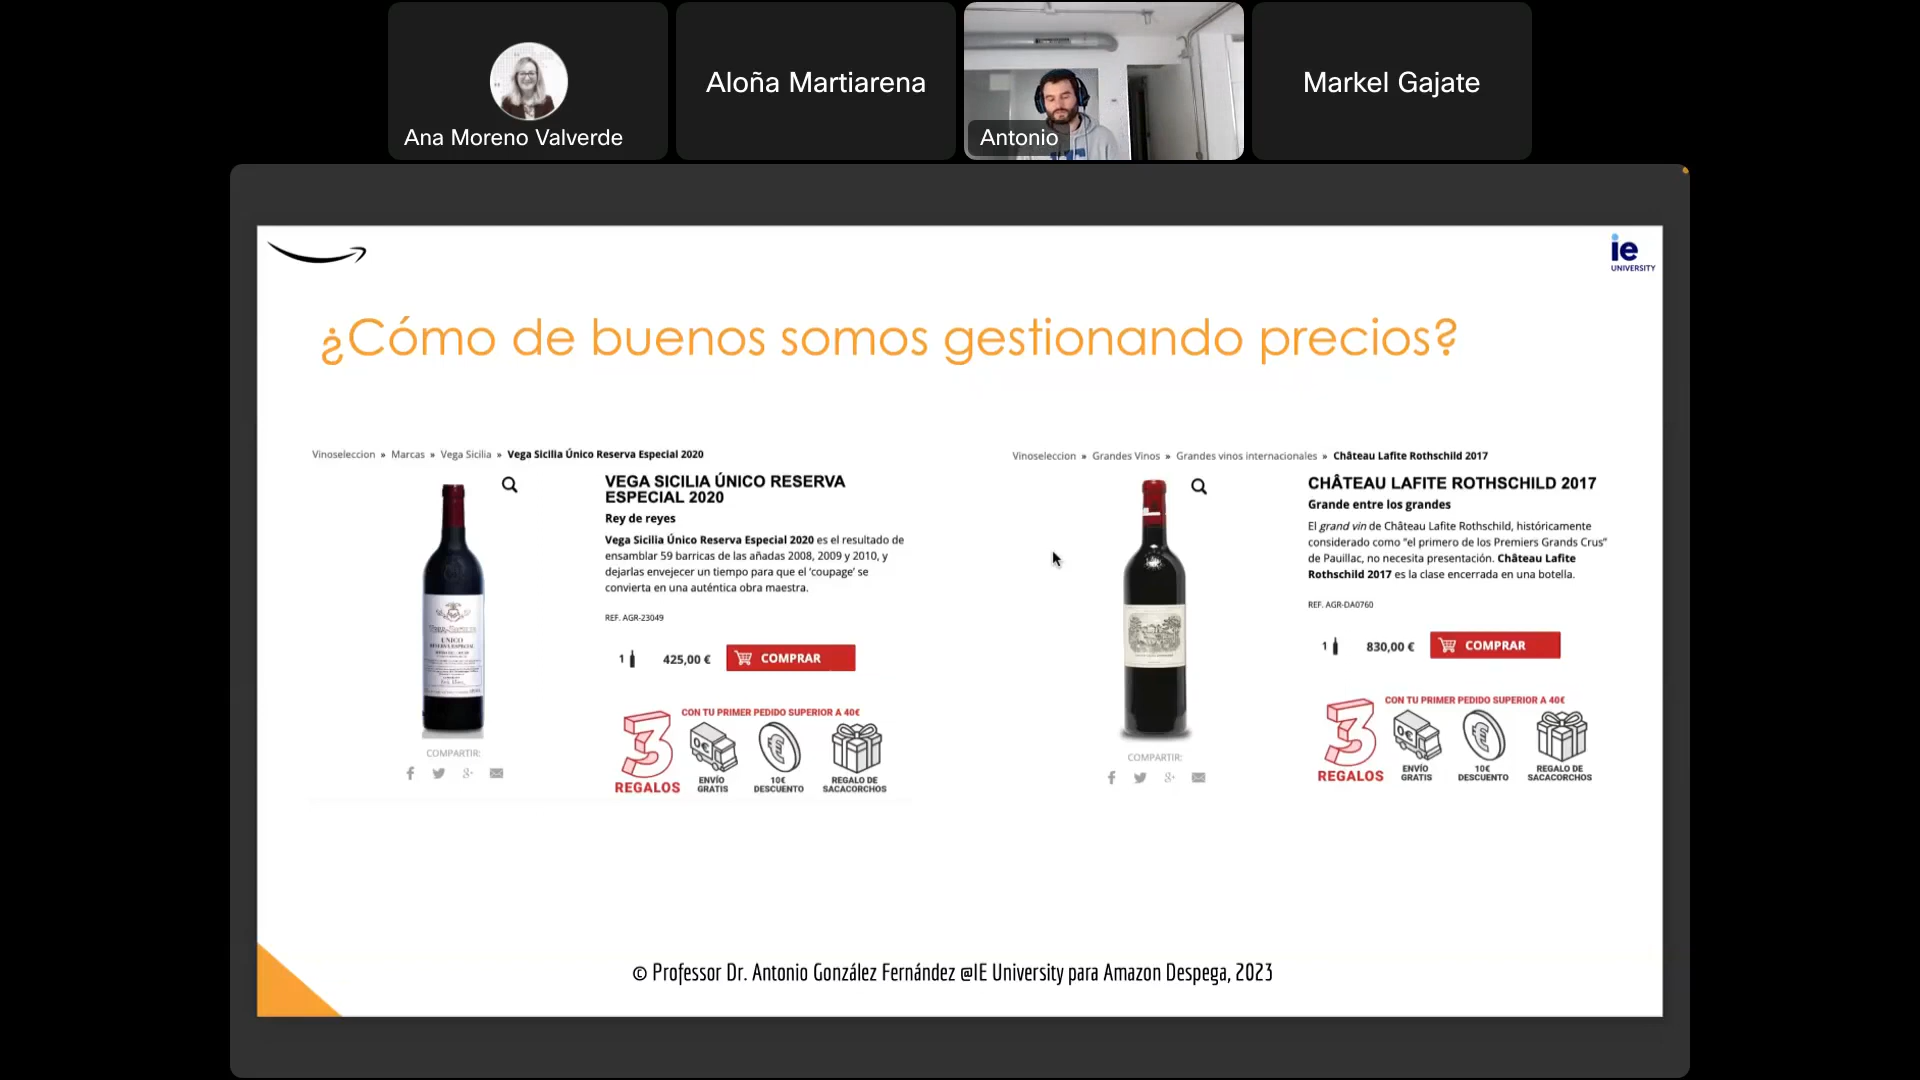 Ana Moreno Valverde
Aloña Martiarena
Antonio
Markel Gajate
ie
UNIVERSITY
¿Cómo de buenos somos gestionando precios?
Vinoseleccion » Marcas » Vega Sicilia » Vega Sicilia Único Reserva Especial 2020
VEGA SICILIA ÚNICO RESERVA
ESPECIAL 2020
Rey de reyes
Vega Sicilia Único Reserva Especial 2020 es el resultado de
ensamblar 59 barricas de las añadas 2008, 2009 y 2010, y
dejarlas envejecer un tiempo para que el 'coupage' se
convierta en una auténtica obra maestra.
REF. AGR-23049
1 425,00 € COMPRAR
CON TU PRIMER PEDIDO SUPERIOR A 40€
3
REGALOS
0€
ENVÍO
GRATIS
10€
DESCUENTO
REGALO DE
SACACORCHOS
UNICO
COMPARTIR:
Vinoseleccion » Grandes Vinos » Grandes vinos internacionales » Château Lafite Rothschild 2017
CHÂTEAU LAFITE ROTHSCHILD 2017
Grande entre los grandes
El grand vin de Château Lafite Rothschild, históricamente
considerado como "el primero de los Premiers Grands Crus"
de Pauillac, no necesita presentación. Château Lafite
Rothschild 2017 es la clase encerrada en una botella.
REF. AGR-DA0760
1 830,00 € COMPRAR
CON TU PRIMER PEDIDO SUPERIOR A 40€
3
REGALOS
0€
ENVÍO
GRATIS
10€
DESCUENTO
REGALO DE
SACACORCHOS
COMPARTIR:
© Professor Dr. Antonio González Fernández @IE University para Amazon Despega, 2023